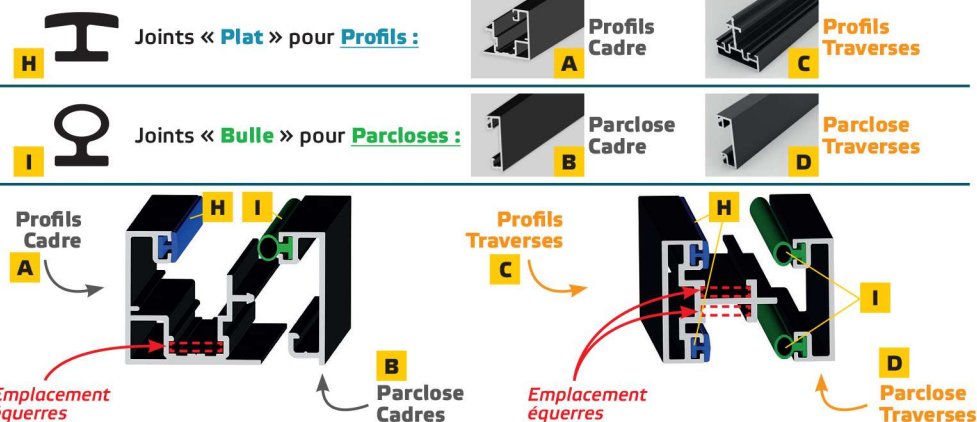 H
Joints « Plat » pour Profils :
A
Profils
Cadre
C
Profils
Traverses
I
Joints « Bulle » pour Parcloses :
B
Parclose
Cadre
D
Parclose
Traverses
Profils
Cadre
A
H
I
Emplacement
équerres
B
Parclose
Cadres
Profils
Traverses
C
H
I
Emplacement
équerres
D
Parclose
Traverses